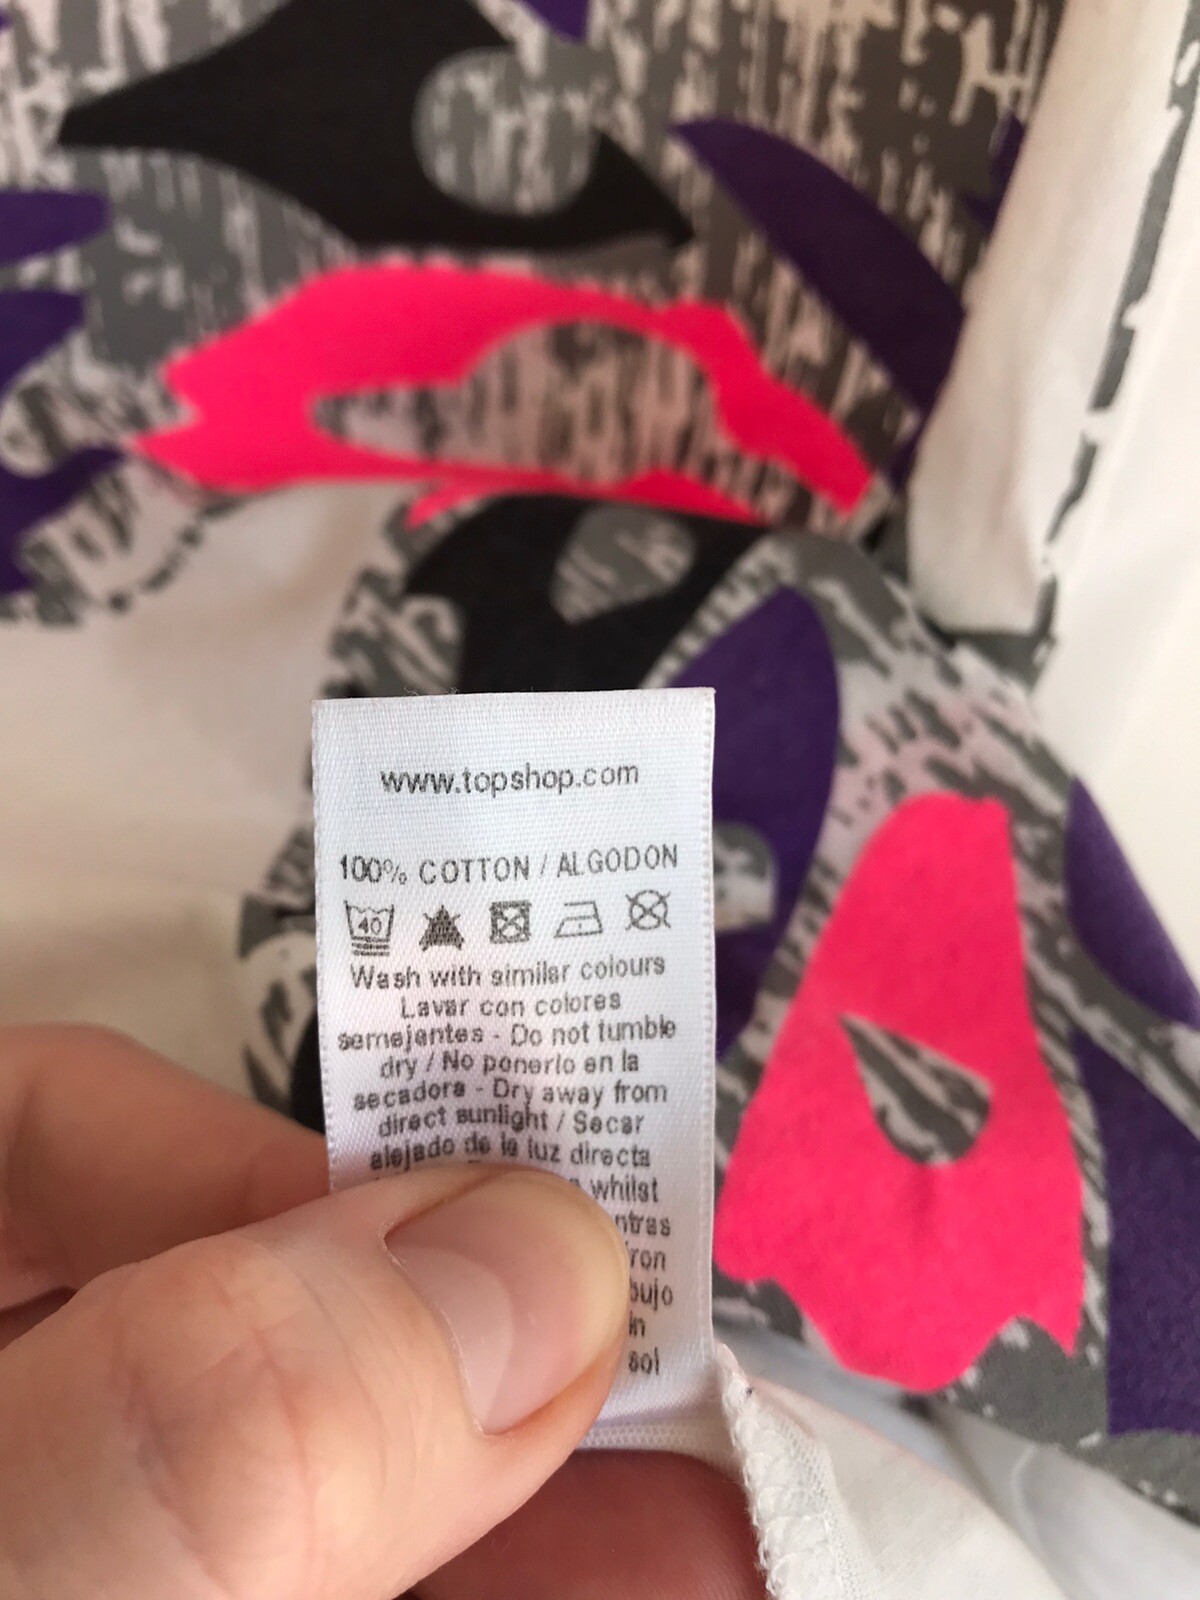 www.topshop.com
100% COTTON / ALGODON
40
Wash with similar colours
Lavar con colores
semejantes - Do not tumble
dry / No ponerlo en la
secadora - Dry away from
direct sunlight / Secar
alejado de la luz directa
whilst
sol